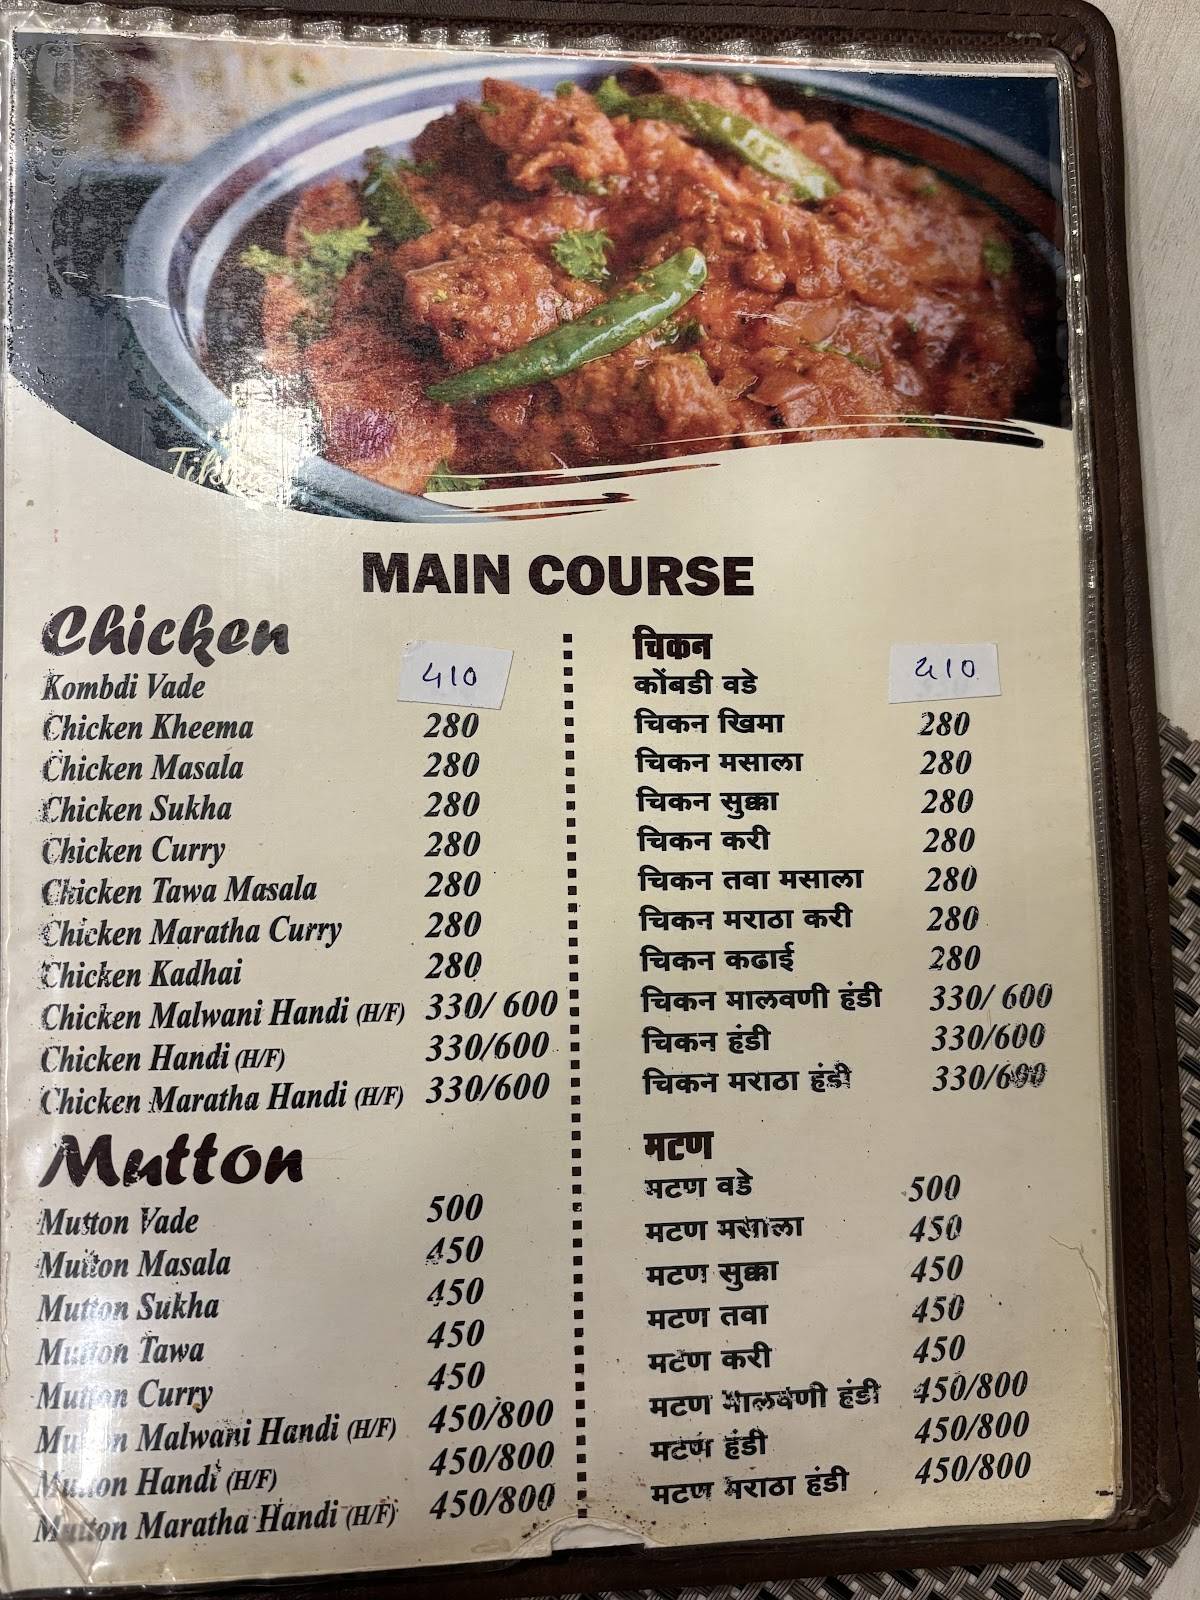 MAIN COURSE
Chicken
Kombdi Vade 410
Chicken Kheema 280
Chicken Masala 280
Chicken Sukha 280
Chicken Curry 280
Chicken Tawa Masala 280
Chicken Maratha Curry 280
Chicken Kadhai 280
Chicken Malwani Handi (H/F) 330/ 600
Chicken Handi (H/F) 330/600
Chicken Maratha Handi (H/F) 330/600
Mutton
Mutton Vade 500
Mutton Masala 450
Mutton Sukha 450
Mutton Tawa 450
Mutton Curry 450
Mutton Malwani Handi (H/F) 450/800
Mutton Handi (H/F) 450/800
Mutton Maratha Handi (H/F) 450/800
चिकन
कोंबडी वडे 410
चिकन खिमा 280
चिकन मसाला 280
चिकन सुक्का 280
चिकन करी 280
चिकन तवा मसाला 280
चिकन मराठा करी 280
चिकन कढाई 280
चिकन मालवणी हंडी 330/ 600
चिकन हंडी 330/600
चिकन मराठा हंडी 330/600
मटण
मटण वडे 500
मटण मसाला 450
मटण सुक्का 450
मटण तवा 450
मटण करी 450
मटण मालवणी हंडी 450/800
मटण हंडी 450/800
मटण मराठा हंडी 450/800